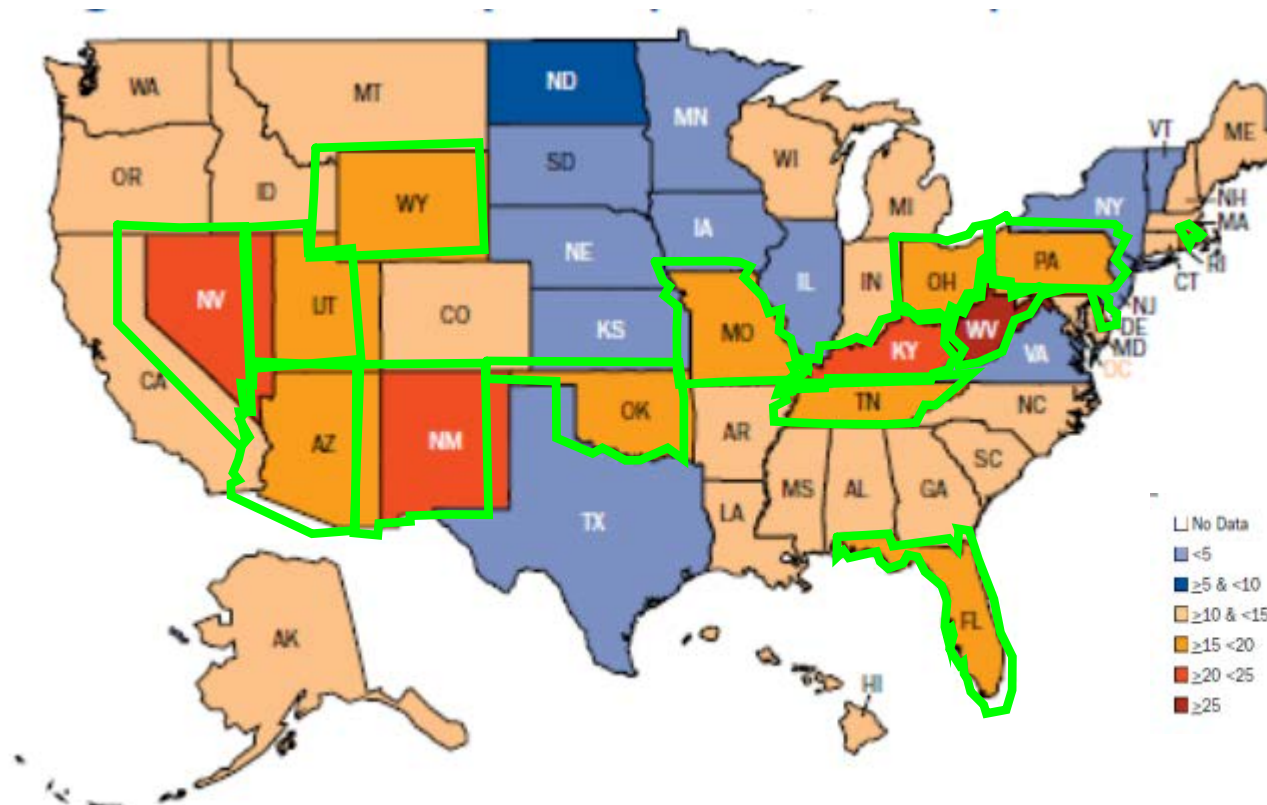 WA
MT
ND
MN
VT
ME
OR
ID
SD
WI
WY
MI
NY
NH
MA
IA
NE
PA
RI
NV
UT
IL
IN
OH
CT
CO
NJ
WV
DE
KS
MO
KY
VA
MD
CA
DC
TN
NC
OK
AZ
NM
AR
SC
MS
AL
GA
LA
TX
No Data
<5
≥5 & <10
≥10 & <15
≥15 <20
≥20 <25
≥25
FL
AK
HI